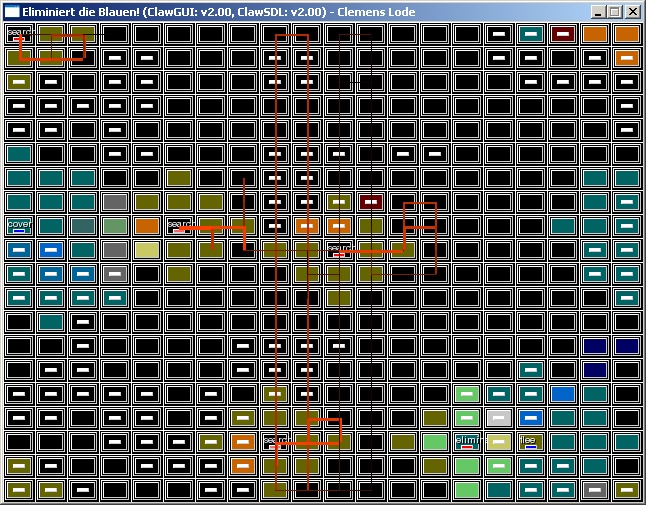 Eliminiert die Blauen! (ClawGUI: v2.00, ClawSDL: v2.00) - Clemens Lode
search
cover
search
search
search
elimin
flee